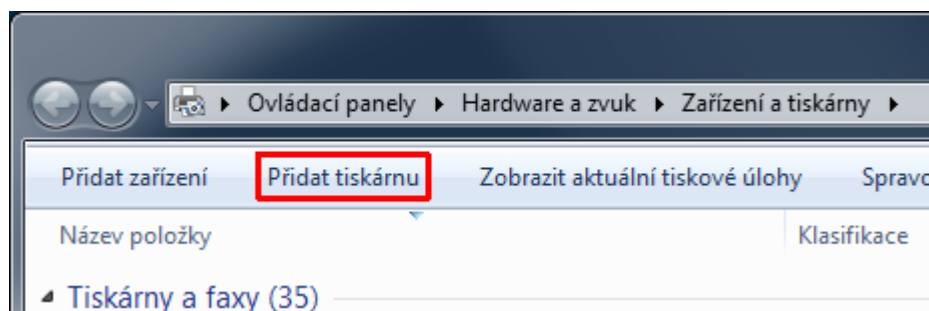 Ovládací panely Hardware a zvuk Zařízení a tiskárny
Přidat zařízení Přidat tiskárnu Zobrazit aktuální tiskové úlohy
Název položky Klasifikace
Tiskárny a faxy (35)